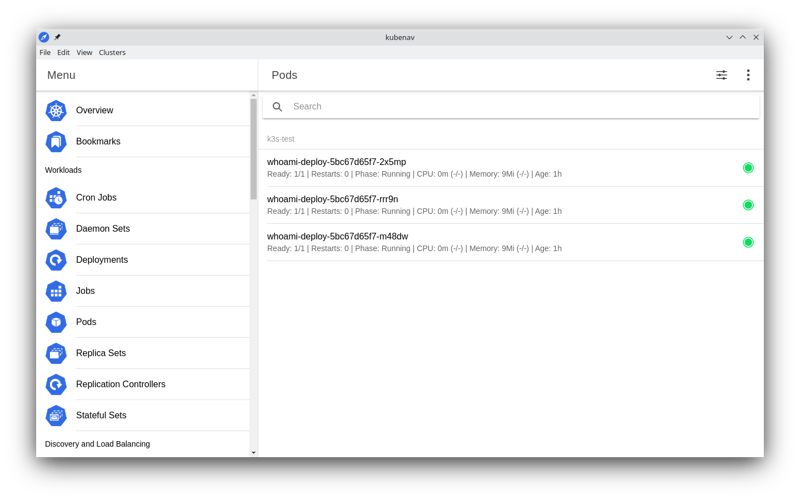 kubenav
File Edit View Clusters
Menu
Overview
Bookmarks
Workloads
Cron Jobs
Daemon Sets
Deployments
Jobs
Pods
Replica Sets
Replication Controllers
Stateful Sets
Discovery and Load Balancing
Pods
Search
k3s-test
whoami-deploy-5bc67d65f7-2x5mp
Ready: 1/1 | Restarts: 0 | Phase: Running | CPU: 0m (-/-) | Memory: 9Mi (-/-) | Age: 1h
whoami-deploy-5bc67d65f7-rrr9n
Ready: 1/1 | Restarts: 0 | Phase: Running | CPU: 0m (-/-) | Memory: 9Mi (-/-) | Age: 1h
whoami-deploy-5bc67d65f7-m48dw
Ready: 1/1 | Restarts: 0 | Phase: Running | CPU: 0m (-/-) | Memory: 9Mi (-/-) | Age: 1h